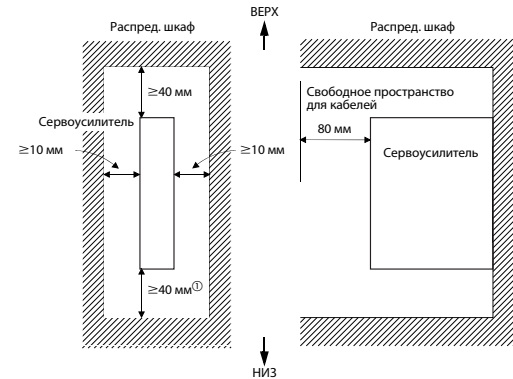 ВЕРХ
Распред. шкаф
Распред. шкаф
≧40 мм
Свободное пространство
для кабелей
Сервоусилитель
80 мм
≧10 мм
≧10 мм
Сервоусилитель
≧40 мм①
НИЗ